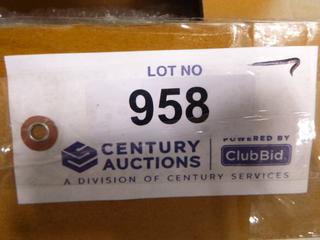 LOT NO
958
CENTURY
AUCTIONS
POWERED BY
ClubBid
A DIVISION OF CENTURY SERVICES